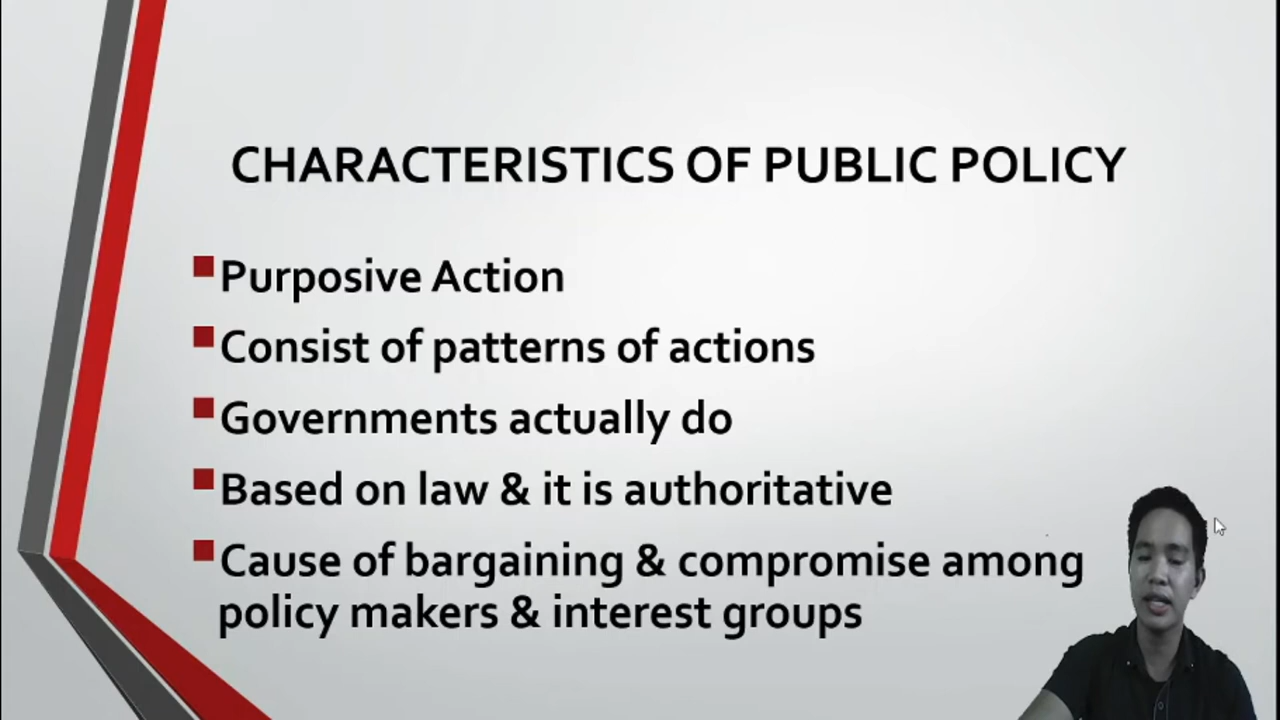 CHARACTERISTICS OF PUBLIC POLICY
Purposive Action
Consist of patterns of actions
Governments actually do
Based on law & it is authoritative
Cause of bargaining & compromise among
policy makers & interest groups